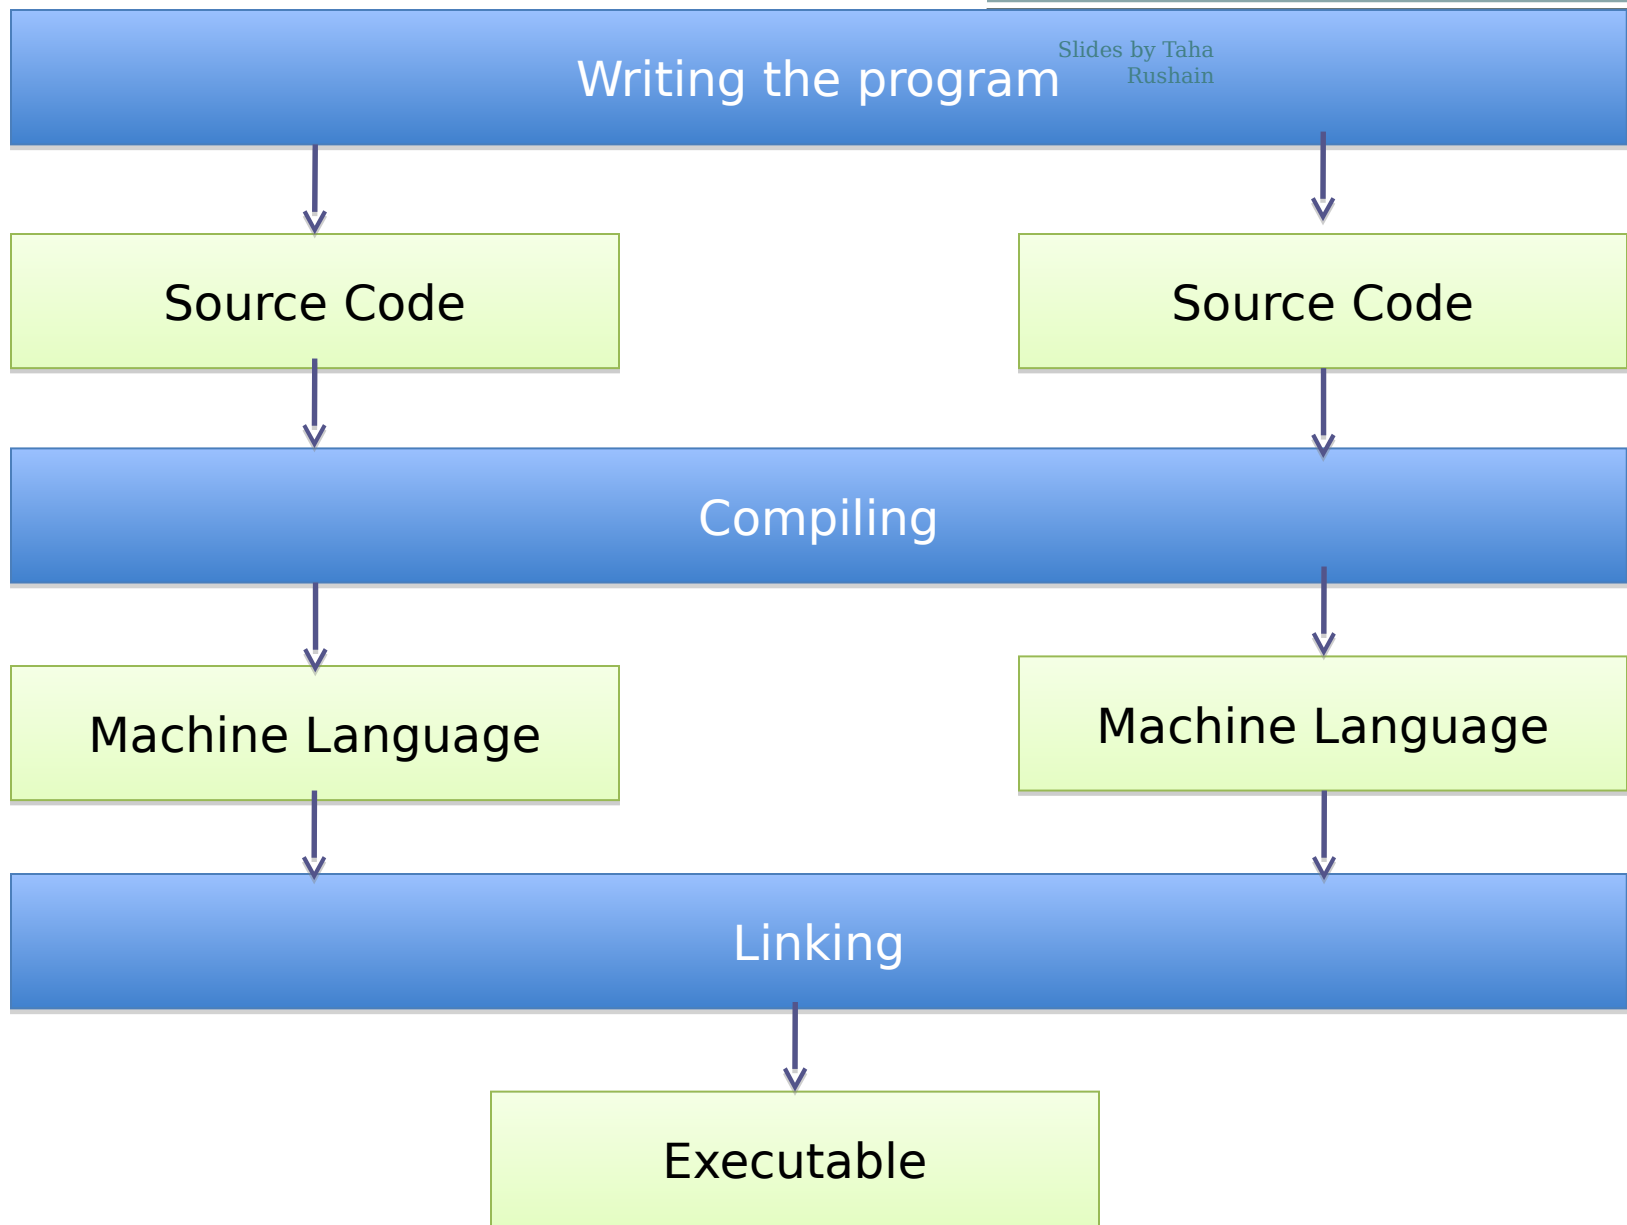 Slides by Taha
Rushain
Writing the program
Source Code
Source Code
Compiling
Machine Language
Machine Language
Linking
Executable